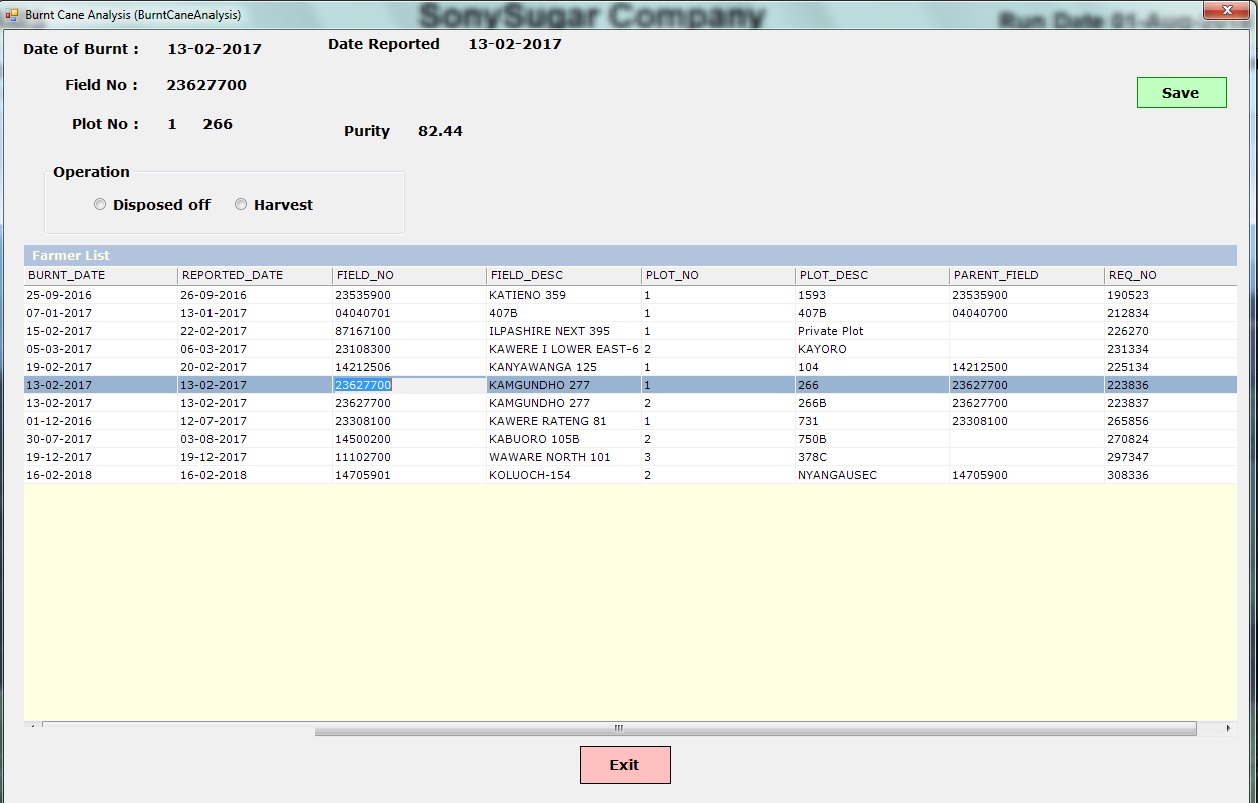 Burnt Cane Analysis (BurntCaneAnalysis)
SonySugar Company
Run Date 01-Aug-
Date of Burnt : 13-02-2017 Date Reported 13-02-2017
Field No : 23627700
Save
Plot No : 1 266
Purity 82.44
Operation
Disposed off Harvest
Farmer List
BURNT_DATE REPORTED_DATE FIELD_NO FIELD_DESC PLOT_NO PLOT_DESC PARENT_FIELD REQ_NO
25-09-2016 26-09-2016 23535900 KATIENO 359 1 1593 23535900 190523
07-01-2017 13-01-2017 04040701 407B 1 407B 04040700 212834
15-02-2017 22-02-2017 87167100 ILPASHIRE NEXT 395 1 Private Plot 226270
05-03-2017 06-03-2017 23108300 KAWERE I LOWER EAST-6 2 KAYORO 231334
19-02-2017 20-02-2017 14212506 KANYAWANGA 125 1 104 14212500 225134
13-02-2017 13-02-2017 23627700 KAMGUNDHO 277 1 266 23627700 223836
13-02-2017 13-02-2017 23627700 KAMGUNDHO 277 2 266B 23627700 223837
01-12-2016 12-07-2017 23308100 KAWERE RATENG 81 1 731 23308100 265856
30-07-2017 03-08-2017 14500200 KABUORO 105B 2 750B 270824
19-12-2017 19-12-2017 11102700 WAWARE NORTH 101 3 378C 297347
16-02-2018 16-02-2018 14705901 KOLUOCH-154 2 NYANGAUSEC 14705900 308336
Exit